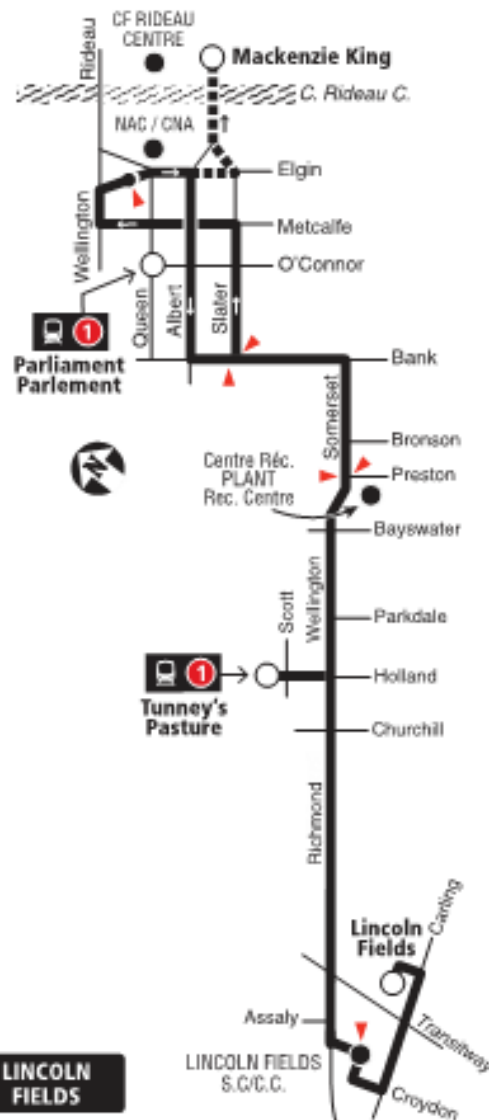 CF RIDEAU
CENTRE
Rideau
Mackenzie King
C. Rideau C.
NAC / CNA
Elgin
Wellington
Metcalfe
O'Connor
Queen
Albert
Slater
1
Parliament
Parlement
Bank
Somerset
N
Bronson
Centre Réc.
PLANT
Rec. Centre
Preston
Bayswater
Scott
Wellington
Parkdale
1
Holland
Tunney's
Pasture
Churchill
Richmond
Lincoln
Fields
Carling
Assaly
Transitway
LINCOLN FIELDS
S.C/C.C.
LINCOLN
FIELDS
Croydon